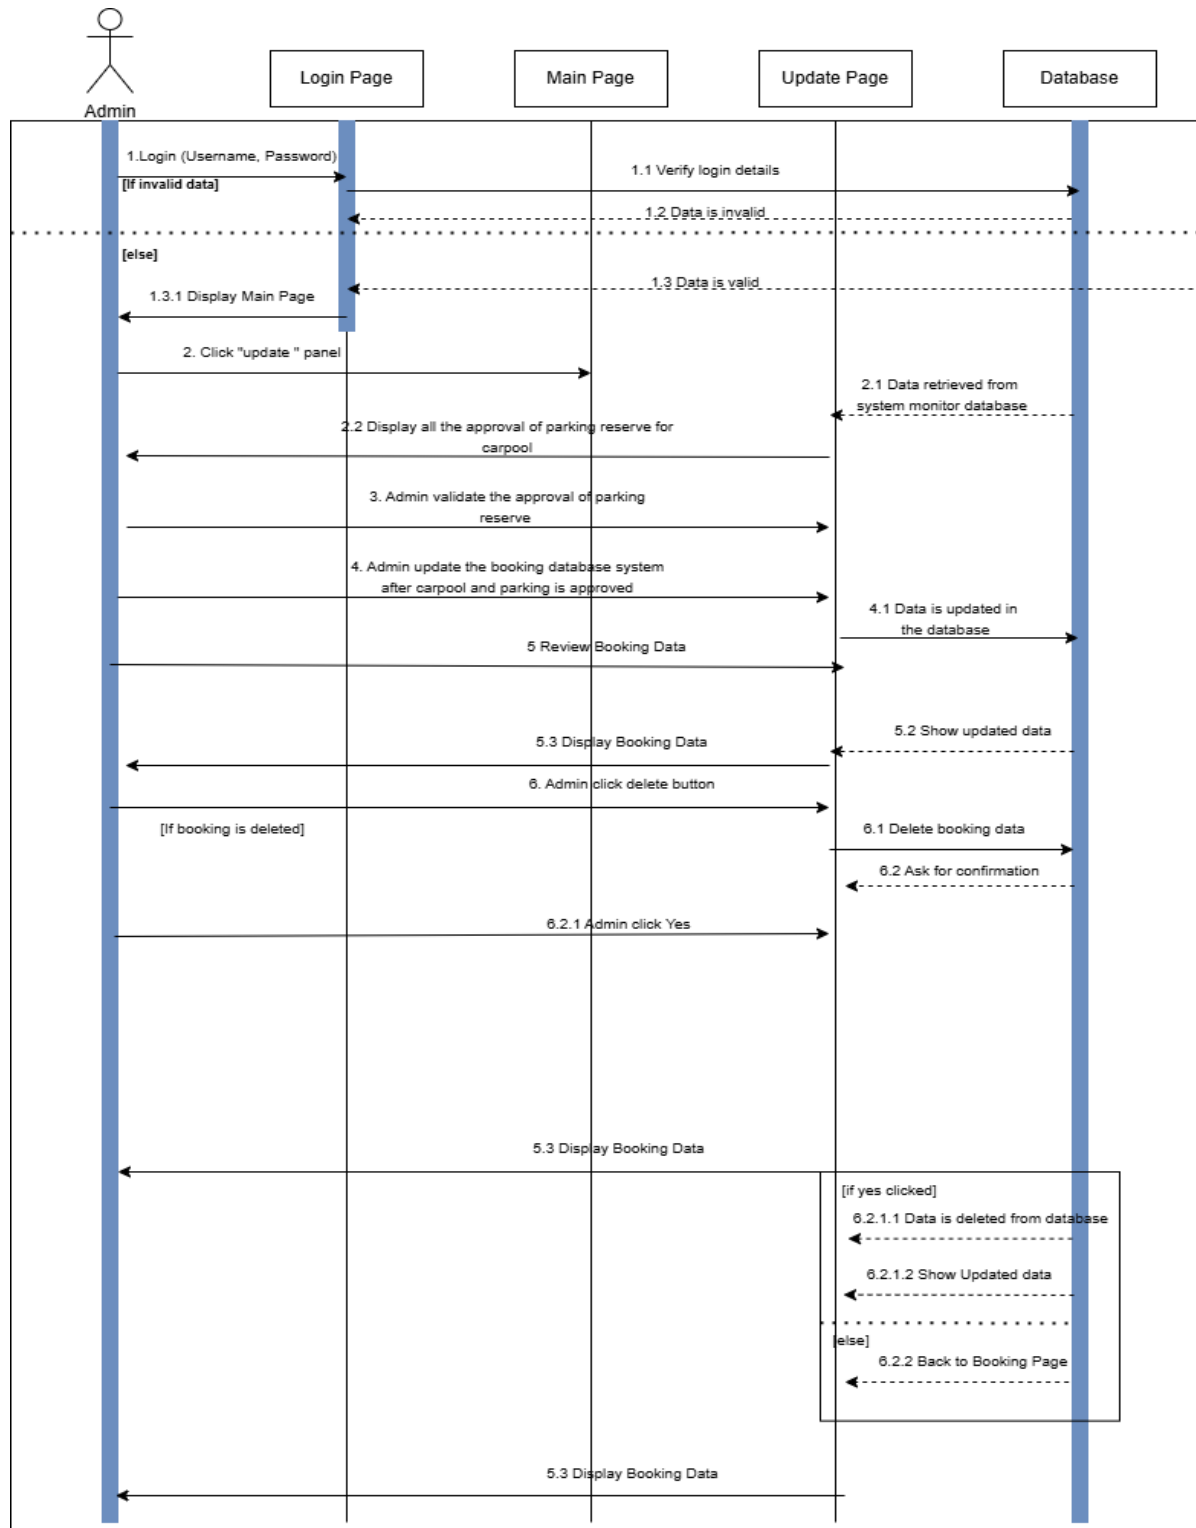 Admin
Login Page
Main Page
Update Page
Database
1.Login (Username, Password)
[If invalid data]
1.1 Verify login details
1.2 Data is invalid
[else]
1.3 Data is valid
1.3.1 Display Main Page
2. Click "update " panel
2.1 Data retrieved from
system monitor database
2.2 Display all the approval of parking reserve for
carpool
3. Admin validate the approval of parking
reserve
4. Admin update the booking database system
after carpool and parking is approved
4.1 Data is updated in
the database
5 Review Booking Data
5.2 Show updated data
5.3 Display Booking Data
6. Admin click delete button
[If booking is deleted]
6.1 Delete booking data
6.2 Ask for confirmation
6.2.1 Admin click Yes
5.3 Display Booking Data
[if yes clicked]
6.2.1.1 Data is deleted from database
6.2.1.2 Show Updated data
[else]
6.2.2 Back to Booking Page
5.3 Display Booking Data